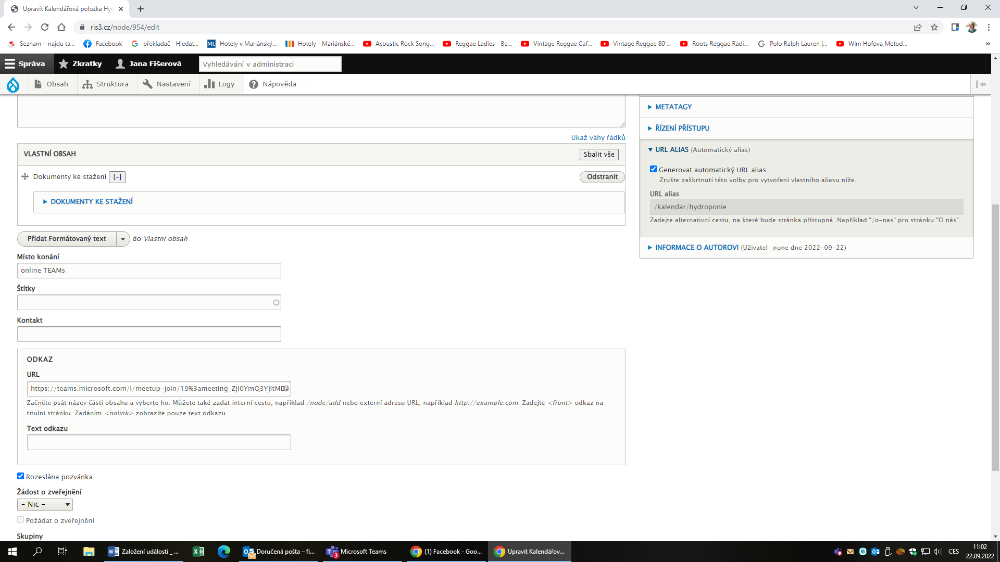 Upravit Kalendářová položka Hyd
ris3.cz/node/954/edit
Seznam – najdu ta...
Facebook
překladač - Hledat...
ML
Hotely v Mariánský...
Hotely - Mariánské...
Acoustic Rock Song...
Reggae Ladies - Be...
Vintage Reggae Caf...
Vintage Reggae 80'...
Roots Reggae Radi...
Polo Ralph Lauren |...
Wim Hofova Metod...
»
Správa
Zkratky
Jana Fišerová
Vyhledávání v administraci
Obsah
Struktura
Nastavení
Logy
Nápověda
Ukaž váhy řádků
VLASTNÍ OBSAH
Sbalit vše
Dokumenty ke stažení [–]
Odstranit
DOKUMENTY KE STAŽENÍ
Přidat Formátovaný text
do Vlastní obsah
Místo konání
online TEAMs
Štítky
Kontakt
ODKAZ
URL
https://teams.microsoft.com/l/meetup-join/19%3ameeting_ZjI0YmQ3YjItMDA
Začněte psát název části obsahu a vyberte ho. Můžete také zadat interní cestu, například /node/add nebo externí adresu URL, například http://example.com. Zadejte <front> odkaz na
titulní stránku. Zadáním <nolink> zobrazíte pouze text odkazu.
Text odkazu
Rozeslána pozvánka
Žádost o zveřejnění
- Nic -
Požádat o zveřejnění
Skupiny
METATAGY
ŘÍZENÍ PŘÍSTUPU
URL ALIAS (Automatický alias)
Generovat automatický URL alias
Zrušte zaškrtnutí této volby pro vytvoření vlastního aliasu níže.
URL alias
/kalendar/hydroponie
Zadejte alternativní cestu, na které bude stránka přístupná. Například "/o-nas" pro stránku "O nás".
INFORMACE O AUTOROVI (Uživatel _none dne 2022-09-22)
Založení události _ ...
Doručená pošta – fi...
3
Microsoft Teams
(1) Facebook - Goo...
Upravit Kalendářov...
CES
11:02
22.09.2022